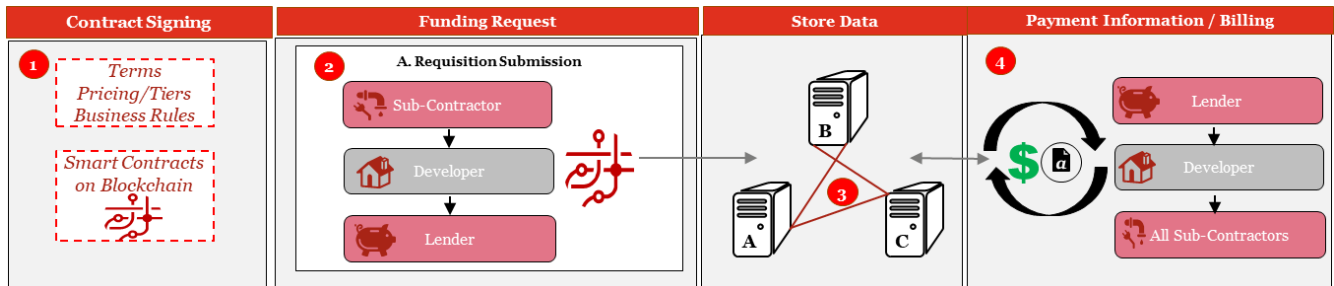 Contract Signing
Funding Request
Store Data
Payment Information / Billing
1
Terms
Pricing/Tiers
Business Rules
Smart Contracts
on Blockchain
2
A. Requisition Submission
Sub-Contractor
Developer
Lender
B
A
3
C
4
$
a
Lender
Developer
All Sub-Contractors